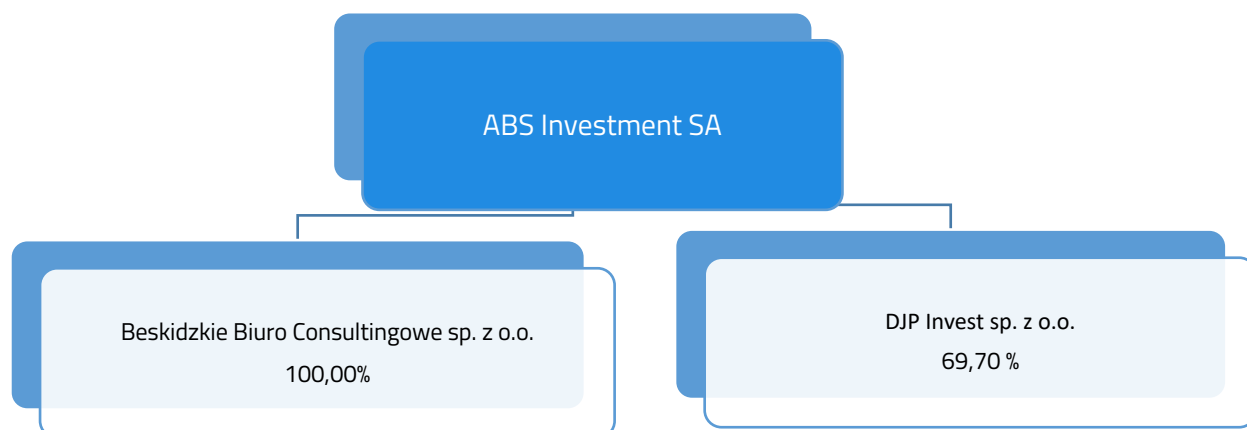 ABS Investment SA
Beskidzkie Biuro Consultingowe sp. z o.o.
100,00%
DJP Invest sp. z o.o.
69,70 %